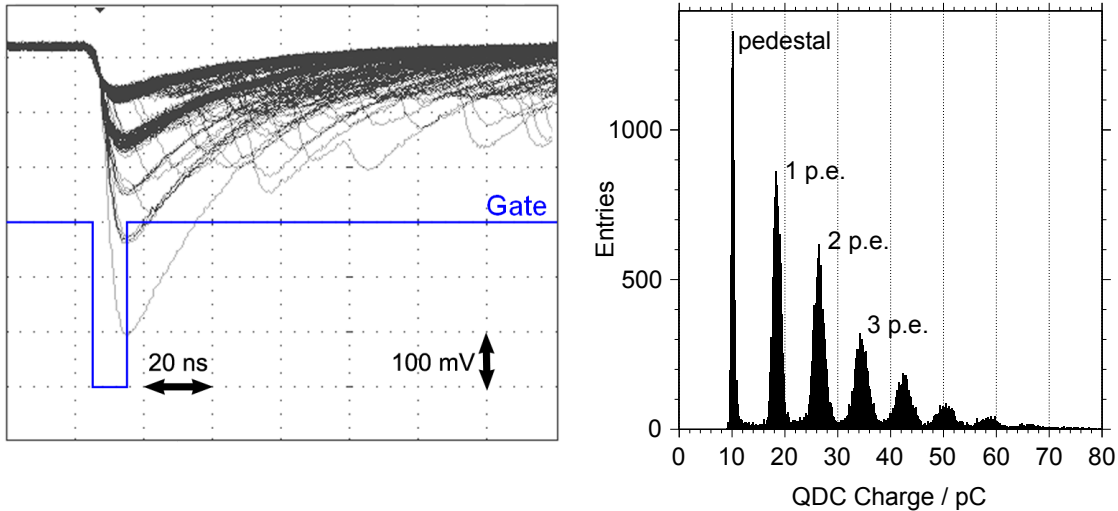 Gate
20 ns
100 mV
pedestal
1 p.e.
2 p.e.
3 p.e.
1000
500
0
Entries
0 10 20 30 40 50 60 70 80
QDC Charge / pC